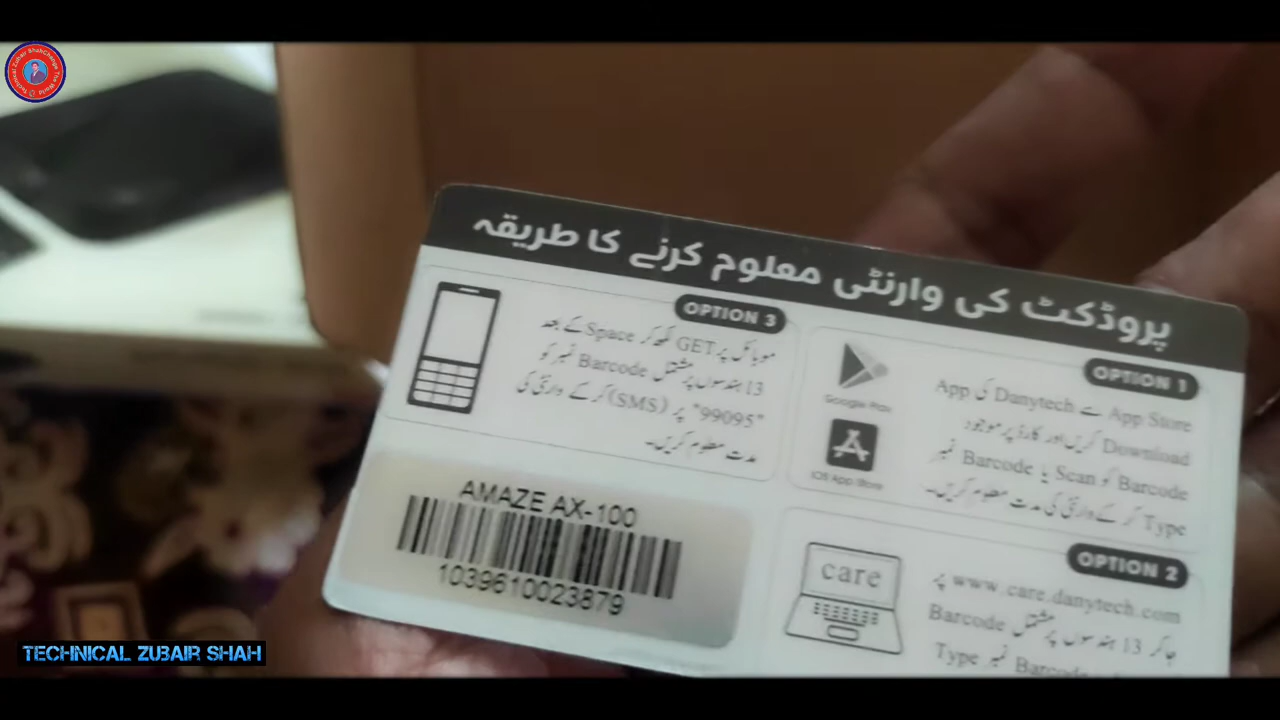 پروڈکٹ کی وارنٹی معلوم کرنے کا طریقہ
OPTION 1
App Store سے Danytech کی App
Download کریں اور کارڈ پر موجود
Barcode کو Scan یا Barcode نمبر
Type کر کے وارنٹی کی مدت معلوم کریں۔
Google Play
iOS App Store
OPTION 2
www.care.danytech.com پر
جا کر 13 ہندسوں پر مشتمل Barcode
Barcode نمبر Type
care
OPTION 3
موبائل پر GET لکھ کر Space کے بعد
13 ہندسوں پر مشتمل Barcode نمبر کو
"99095" پر (SMS) کر کے وارنٹی کی
مدت معلوم کریں۔
AMAZE AX-100
1039610023879
TECHNICAL ZUBAIR SHAH